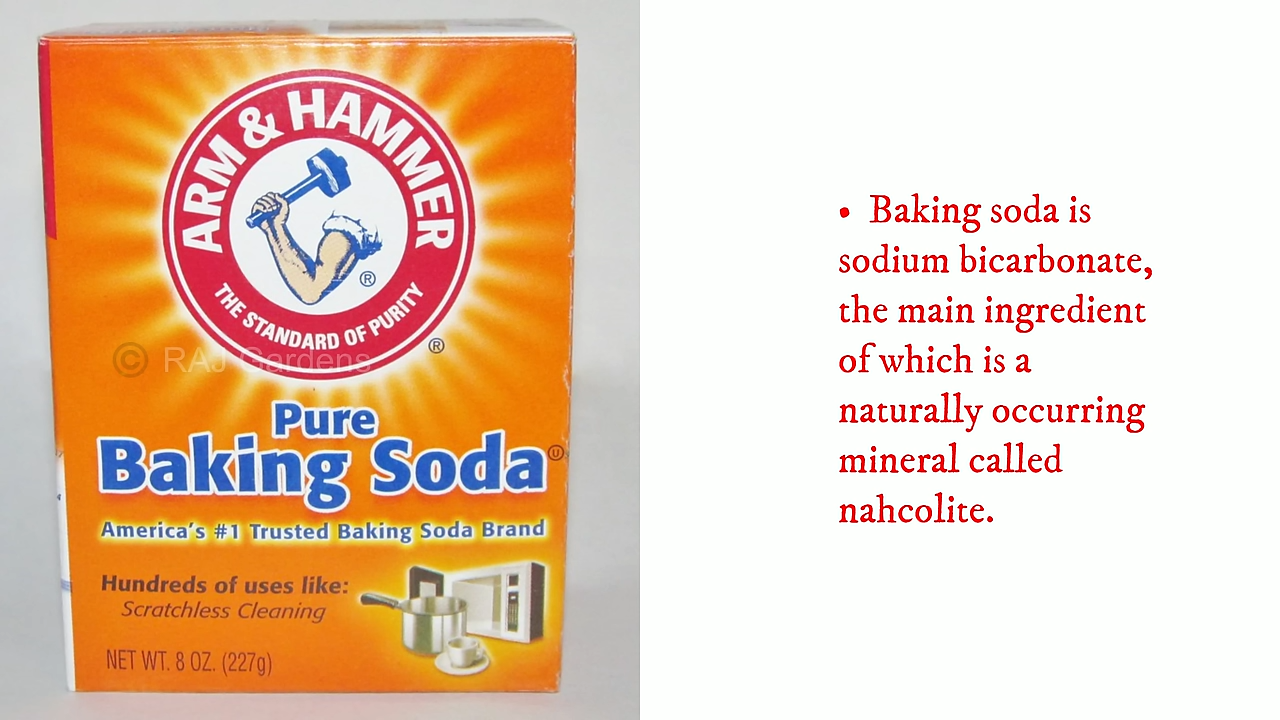 ARM & HAMMER
®
THE STANDARD OF PURITY
®
© RAJ Gardens
Pure
Baking Soda
U
America's #1 Trusted Baking Soda Brand
Hundreds of uses like:
Scratchless Cleaning
NET WT. 8 OZ. (227g)
• Baking soda is
sodium bicarbonate,
the main ingredient
of which is a
naturally occurring
mineral called
nahcolite.